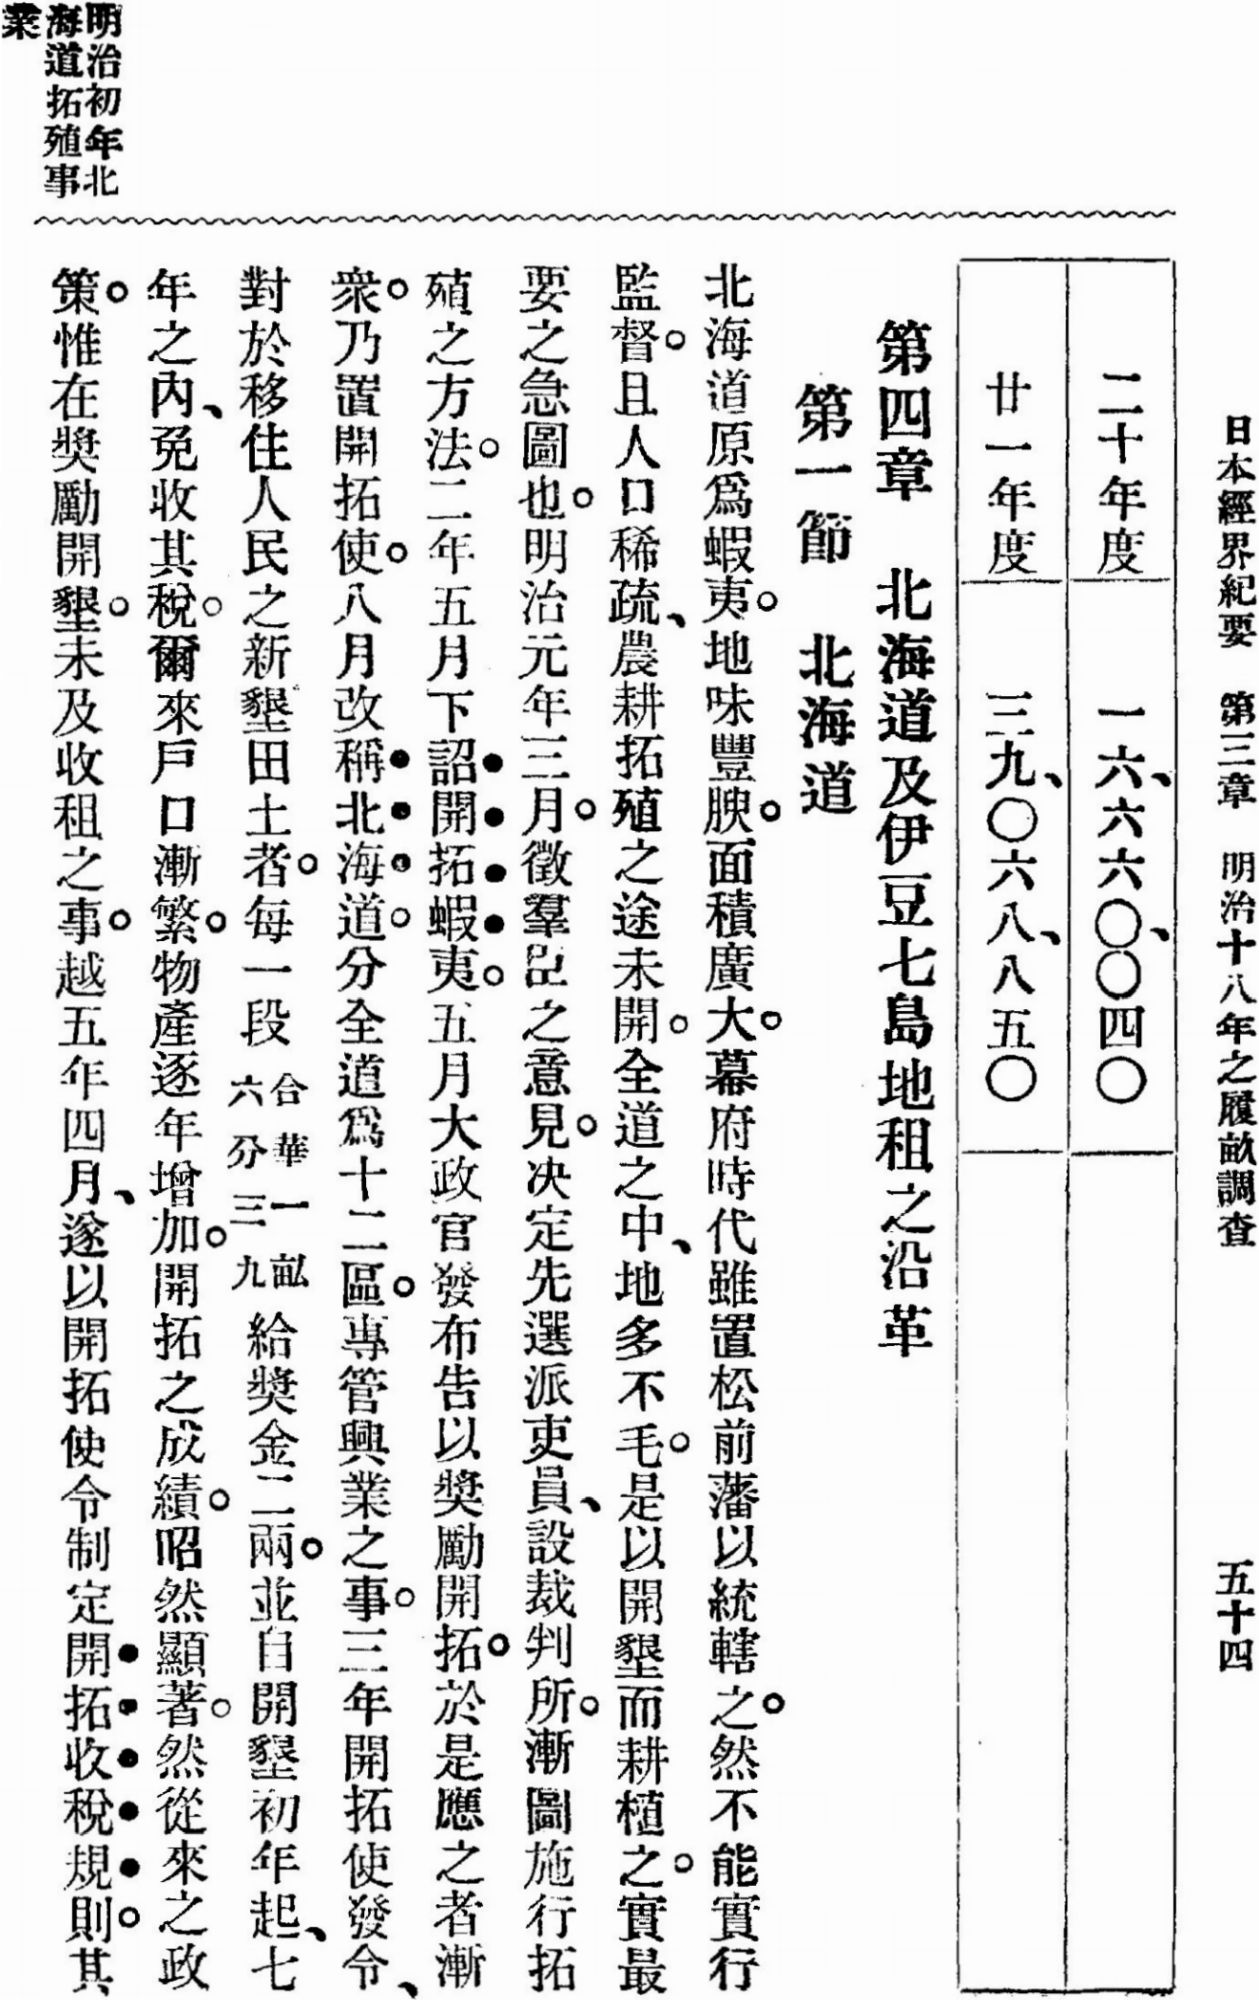 日本經界紀要　第三章　明治十八年之履畝調查　五十四
二十年度　一六、六六〇、〇四〇
廿一年度　三九、〇六八、八五〇
第四章　北海道及伊豆七島地租之沿革
第一節　北海道
北海道原爲蝦夷。地味豐腴。面積廣大。幕府時代雖置松前藩以統轄之。然不能實行
監督。且人口稀疏、農耕拓殖之途未開。全道之中、地多不毛。是以開墾而耕植之。實最
要之急圖也。明治元年三月。徵羣臣之意見。决定先選派吏員、設裁判所。漸圖施行拓
殖之方法。二年五月下詔開拓蝦夷。五月大政官發布告以獎勵開拓。於是應之者漸
衆。乃置開拓使。八月改稱北海道。分全道爲十二區。專管興業之事。三年開拓使發令、
對於移住人民之新墾田土者。每一段合華一畝六分三九給獎金二兩。並自開墾初年起、七
年之內、免收其稅。爾來戶口漸繁。物產逐年增加。開拓之成績。昭然顯著。然從來之政
策。惟在獎勵開墾。未及收租之事。越五年四月、遂以開拓使令制定開拓收稅規則。其
明治初年北
海道拓殖事
業